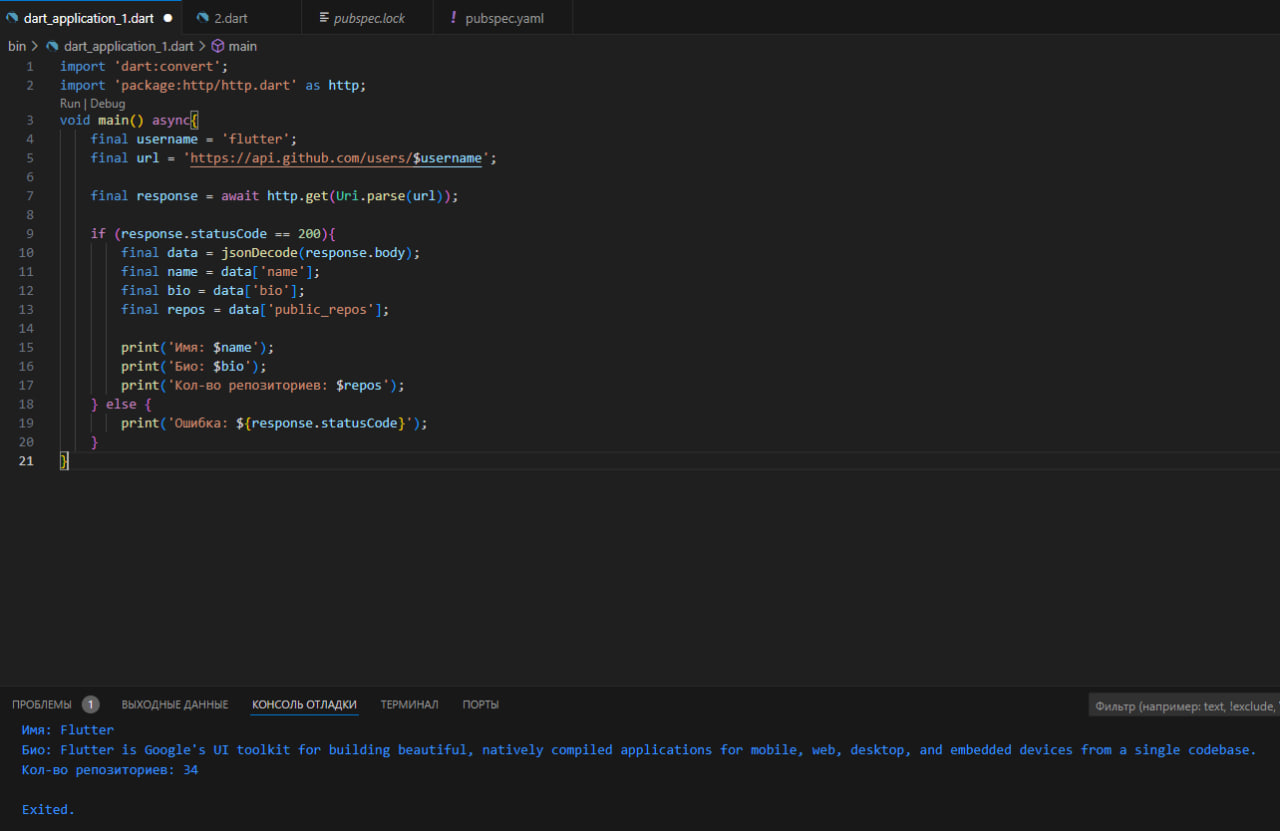 dart_application_1.dart 2.dart pubspec.lock ! pubspec.yaml
bin > dart_application_1.dart > main
1 import 'dart:convert';
2 import 'package:http/http.dart' as http;
Run | Debug
3 void main() async{
4 final username = 'flutter';
5 final url = 'https://api.github.com/users/$username';
6
7 final response = await http.get(Uri.parse(url));
8
9 if (response.statusCode == 200){
10 final data = jsonDecode(response.body);
11 final name = data['name'];
12 final bio = data['bio'];
13 final repos = data['public_repos'];
14
15 print('Имя: $name');
16 print('Био: $bio');
17 print('Кол-во репозиториев: $repos');
18 } else {
19 print('Ошибка: ${response.statusCode}');
20 }
21 }
ПРОБЛЕМЫ 1 ВЫХОДНЫЕ ДАННЫЕ КОНСОЛЬ ОТЛАДКИ ТЕРМИНАЛ ПОРТЫ Фильтр (например: text, !exclude,
Имя: Flutter
Био: Flutter is Google's UI toolkit for building beautiful, natively compiled applications for mobile, web, desktop, and embedded devices from a single codebase.
Кол-во репозиториев: 34
Exited.